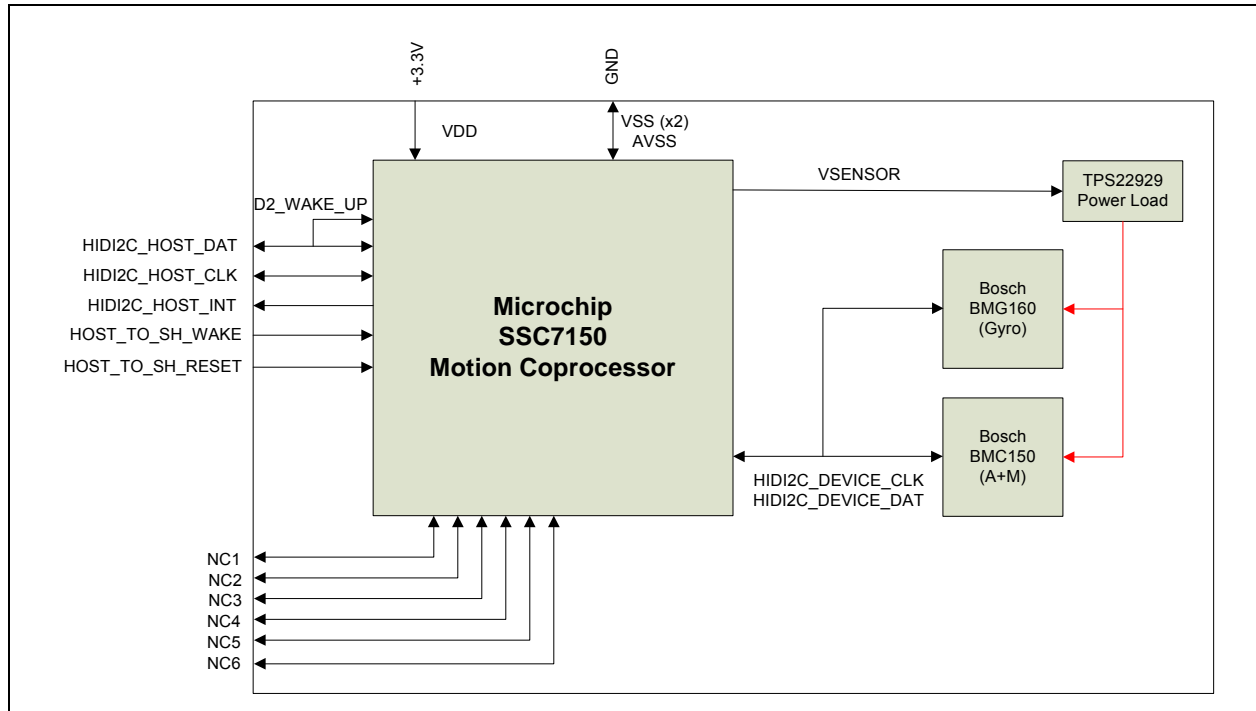 +3.3V
GND
VDD
VSS (x2)
AVSS
VSENSOR
TPS22929
Power Load
D2_WAKE_UP
HIDI2C_HOST_DAT
HIDI2C_HOST_CLK
HIDI2C_HOST_INT
HOST_TO_SH_WAKE
HOST_TO_SH_RESET
Microchip
SSC7150
Motion Coprocessor
Bosch
BMG160
(Gyro)
Bosch
BMC150
(A+M)
HIDI2C_DEVICE_CLK
HIDI2C_DEVICE_DAT
NC1
NC2
NC3
NC4
NC5
NC6